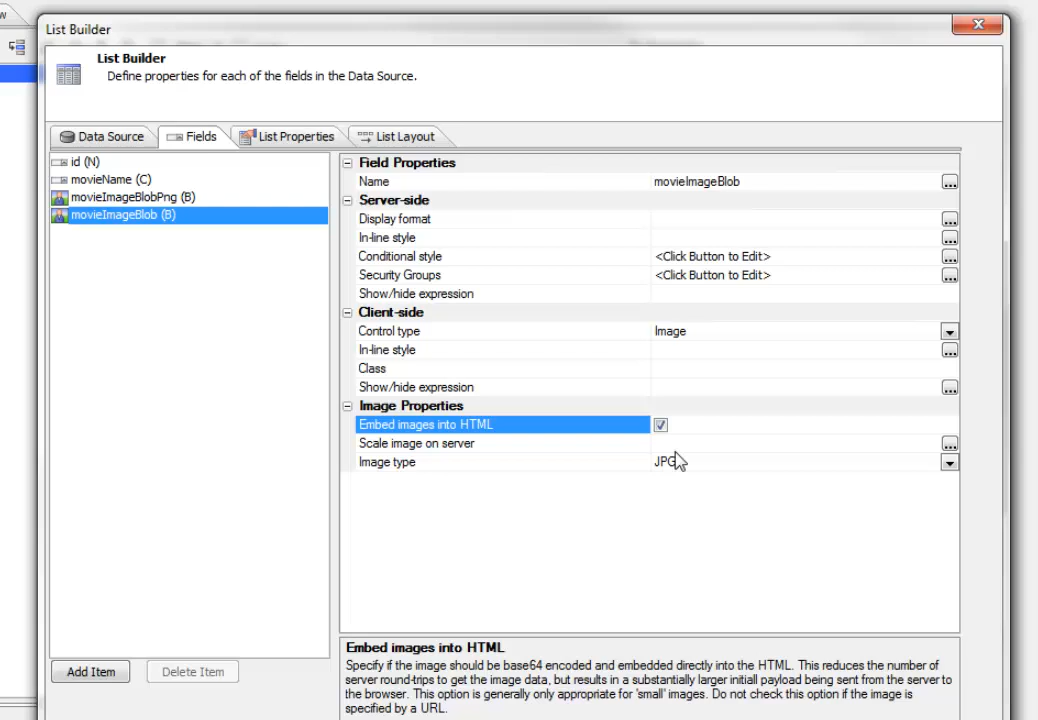 w
List Builder
List Builder
Define properties for each of the fields in the Data Source.
Data Source
Fields
List Properties
List Layout
id (N)
movieName (C)
movieImageBlobPng (B)
movieImageBlob (B)
Field Properties
Name movieImageBlob ...
Server-side
Display format ...
In-line style ...
Conditional style <Click Button to Edit> ...
Security Groups <Click Button to Edit> ...
Show/hide expression
Client-side
Control type Image
In-line style ...
Class
Show/hide expression ...
Image Properties
Embed images into HTML
Scale image on server ...
Image type JPG
Add Item
Delete Item
Embed images into HTML
Specify if the image should be base64 encoded and embedded directly into the HTML. This reduces the number of
server round-trips to get the image data, but results in a substantially larger initiall payload being sent from the server to
the browser. This option is generally only appropriate for 'small' images. Do not check this option if the image is
specified by a URL.